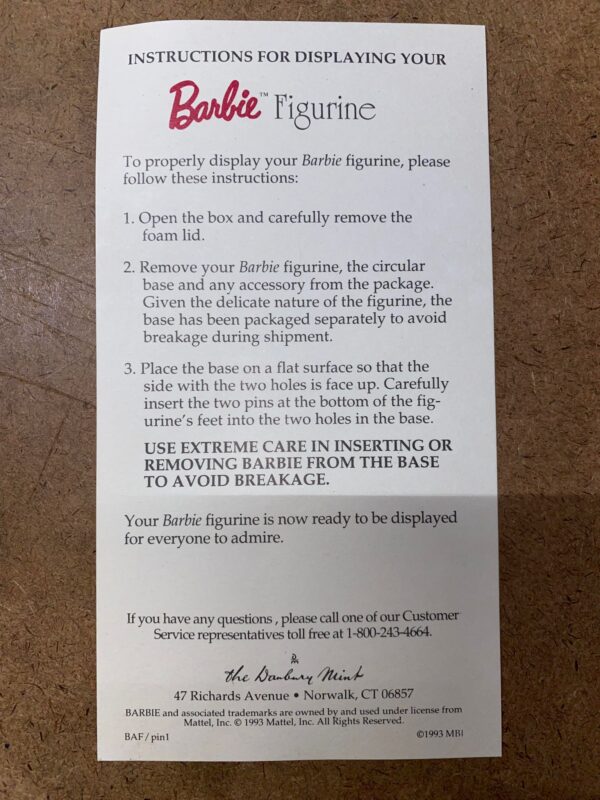 INSTRUCTIONS FOR DISPLAYING YOUR
Barbie™ Figurine
To properly display your Barbie figurine, please
follow these instructions:
1. Open the box and carefully remove the
foam lid.
2. Remove your Barbie figurine, the circular
base and any accessory from the package.
Given the delicate nature of the figurine, the
base has been packaged separately to avoid
breakage during shipment.
3. Place the base on a flat surface so that the
side with the two holes is face up. Carefully
insert the two pins at the bottom of the fig-
urine's feet into the two holes in the base.
USE EXTREME CARE IN INSERTING OR
REMOVING BARBIE FROM THE BASE
TO AVOID BREAKAGE.
Your Barbie figurine is now ready to be displayed
for everyone to admire.
If you have any questions , please call one of our Customer
Service representatives toll free at 1-800-243-4664.
the Danbury Mint
47 Richards Avenue • Norwalk, CT 06857
BARBIE and associated trademarks are owned by and used under license from
Mattel, Inc. © 1993 Mattel, Inc. All Rights Reserved.
BAF/pin1 ©1993 MBI